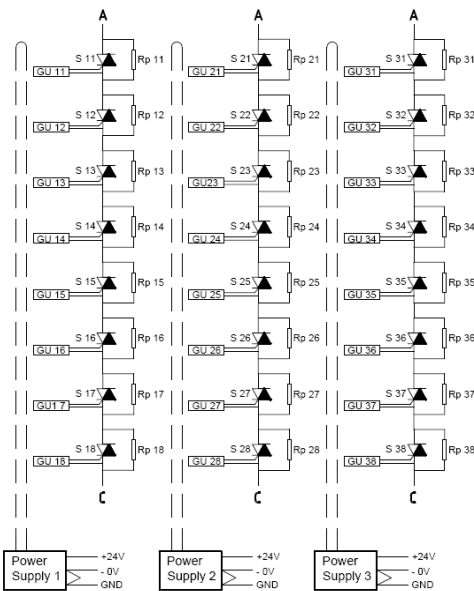 A A A
S 11 Rp 11 S 21 Rp 21 S 31 Rp 31
GU 11 GU 21 GU 31
S 12 Rp 12 S 22 Rp 22 S 32 Rp 32
GU 12 GU 22 GU 32
S 13 Rp 13 S 23 Rp 23 S 33 Rp 33
GU 13 GU23 GU 33
S 14 Rp 14 S 24 Rp 24 S 34 Rp 34
GU 14 GU 24 GU 34
S 15 Rp 15 S 25 Rp 25 S 35 Rp 35
GU 15 GU 25 GU 35
S 16 Rp 16 S 26 Rp 26 S 36 Rp 36
GU 16 GU 26 GU 36
S 17 Rp 17 S 27 Rp 27 S 37 Rp 37
GU1 7 GU 27 GU 37
S 18 Rp 18 S 28 Rp 28 S 38 Rp 38
GU 18 GU 28 GU 38
C C C
Power +24V Power +24V Power +24V
Supply 1 - 0V Supply 2 - 0V Supply 3 - 0V
GND GND GND